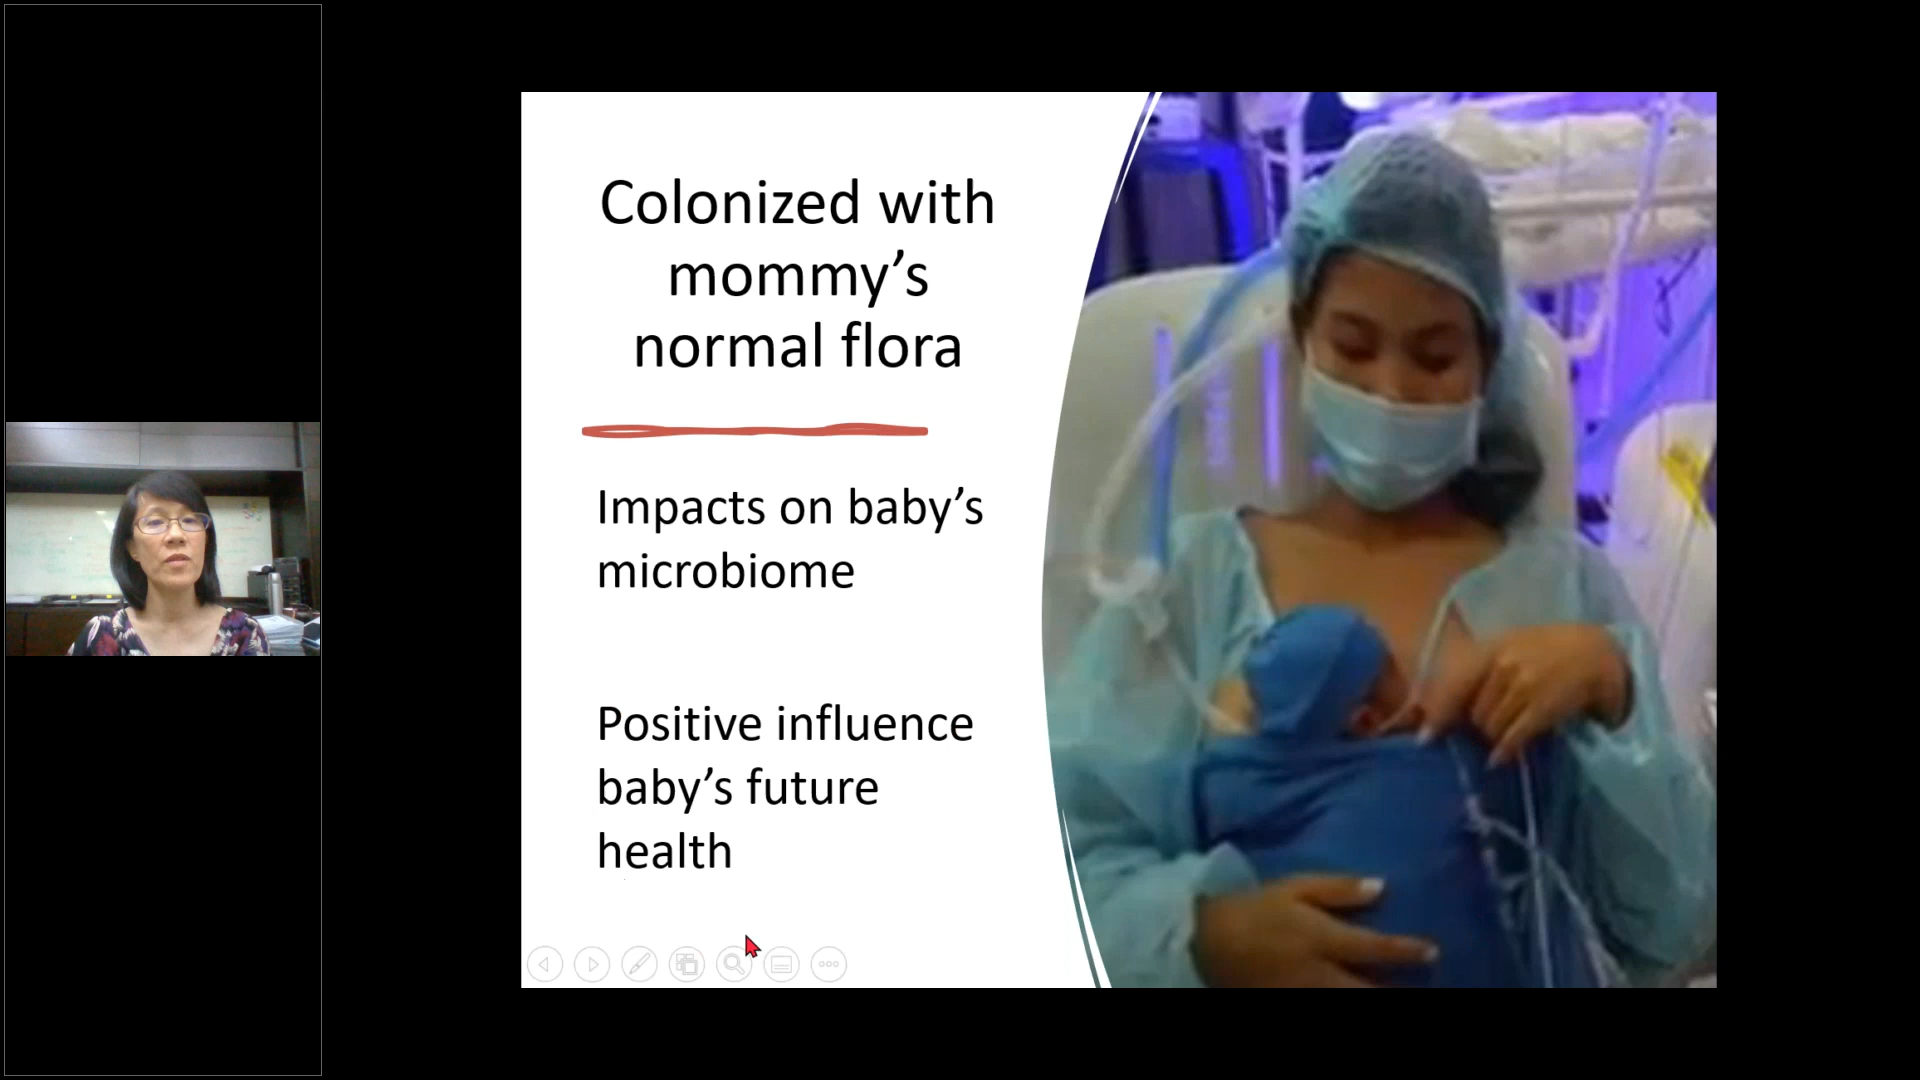 Colonized with
mommy’s
normal flora
Impacts on baby’s
microbiome
Positive influence
baby’s future
health